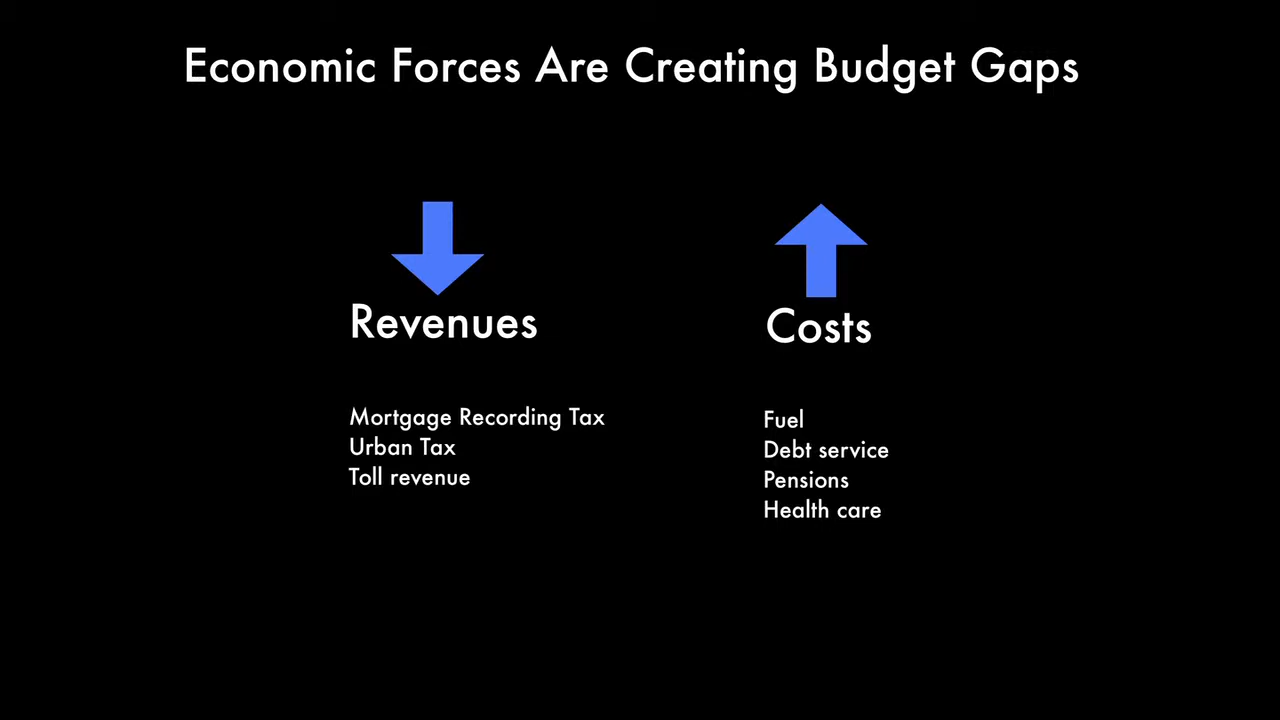 Economic Forces Are Creating Budget Gaps
Revenues
Mortgage Recording Tax
Urban Tax
Toll revenue
Costs
Fuel
Debt service
Pensions
Health care